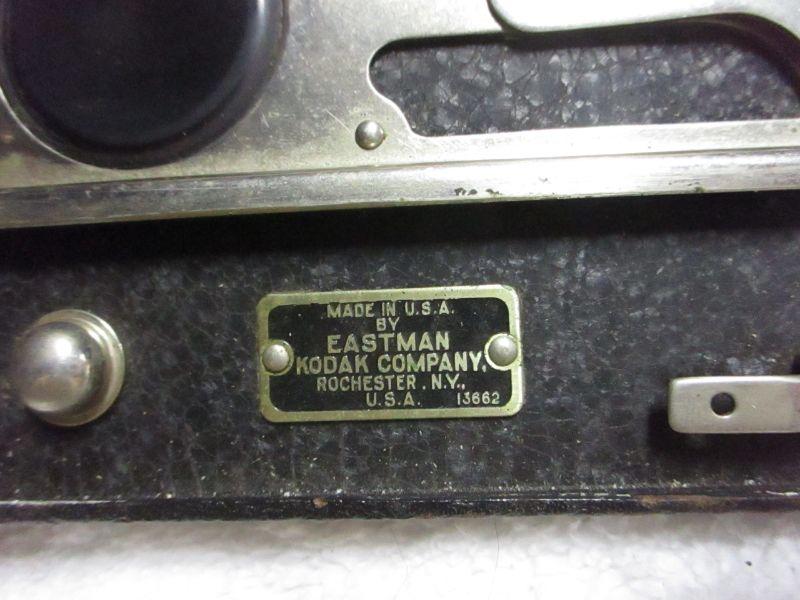 MADE IN U.S.A.
BY
EASTMAN
KODAK COMPANY,
ROCHESTER . N.Y.,
U.S.A. 13662